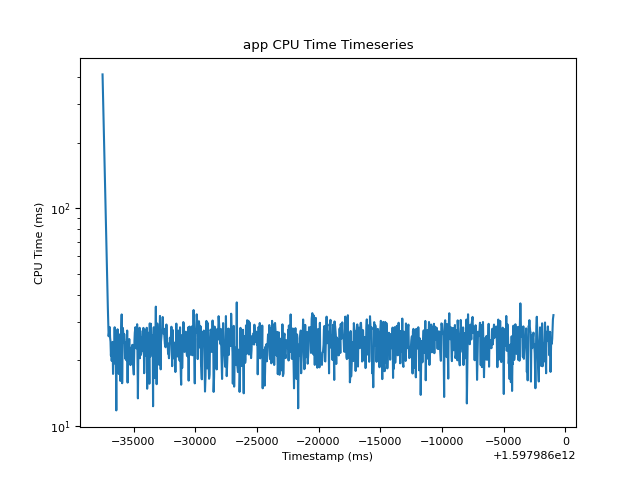 app CPU Time Timeseries
CPU Time (ms)
10²
10¹
−35000 −30000 −25000 −20000 −15000 −10000 −5000 0
Timestamp (ms)
+1.597986e12